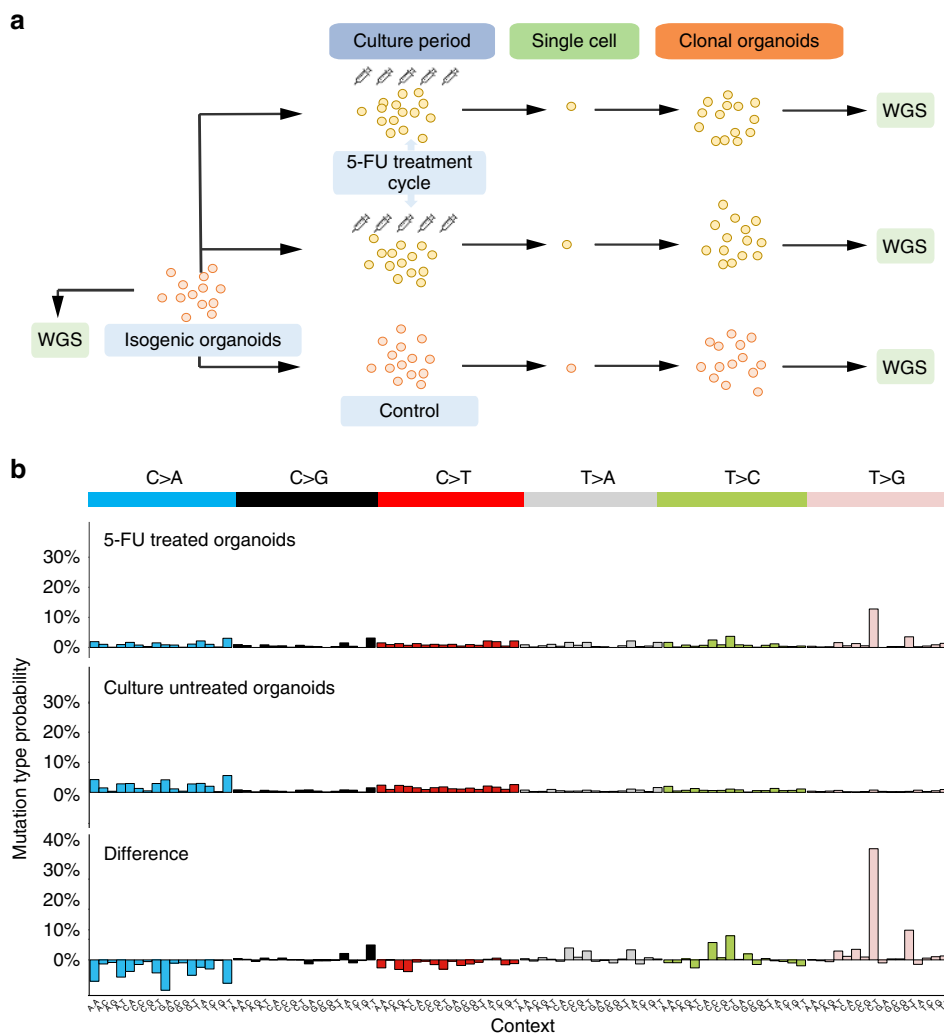 a
Culture period
Single cell
Clonal organoids
WGS
5-FU treatment
cycle
WGS
WGS
Isogenic organoids
WGS
Control
b
C>A
C>G
C>T
T>A
T>C
T>G
5-FU treated organoids
30%
20%
10%
0%
Culture untreated organoids
30%
20%
10%
0%
Mutation type probability
Difference
40%
30%
20%
10%
0%
Context